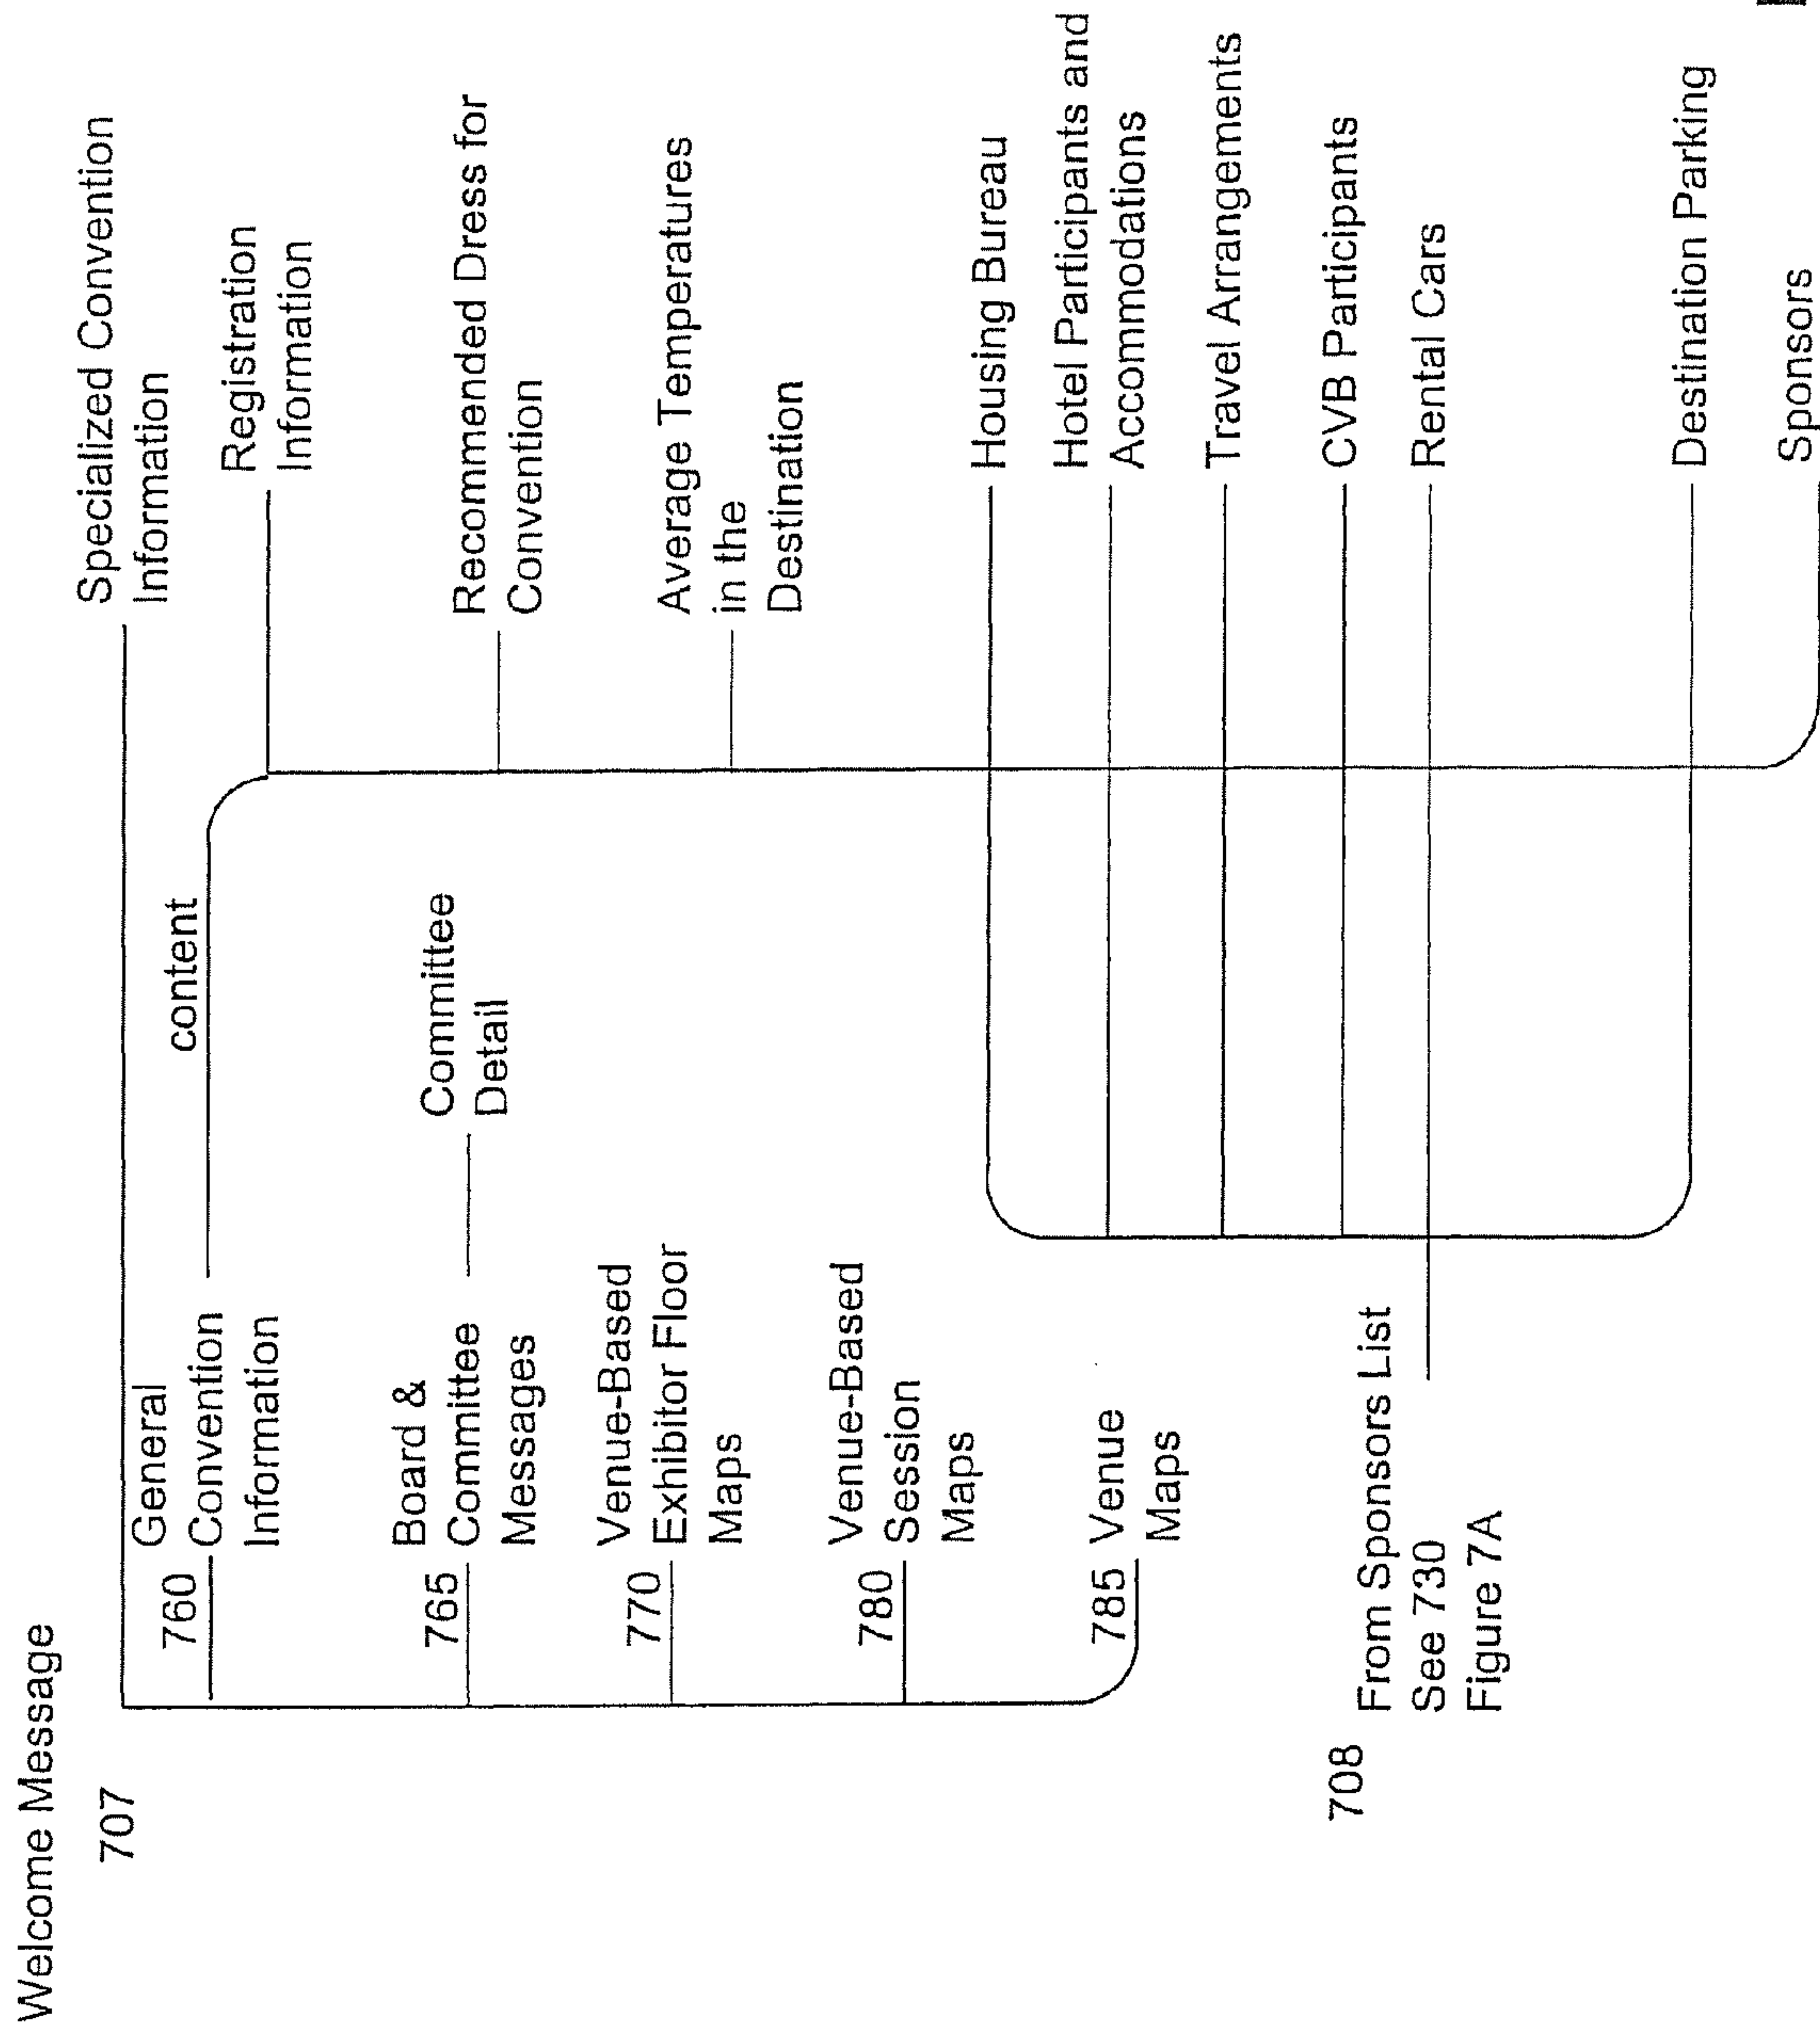 Welcome Message
707
Specialized Convention
Information
760
General
Convention
Information
content
Registration
Information
765
Board &
Committee
Messages
Committee
Detail
Recommended Dress for
Convention
770
Venue-Based
Exhibitor Floor
Maps
Average Temperatures
in the
Destination
780
Venue-Based
Session
Maps
785
Venue
Maps
Housing Bureau
Hotel Participants and
Accommodations
Travel Arrangements
CVB Participants
Rental Cars
708
From Sponsors List
See 730
Figure 7A
Destination Parking
Sponsors